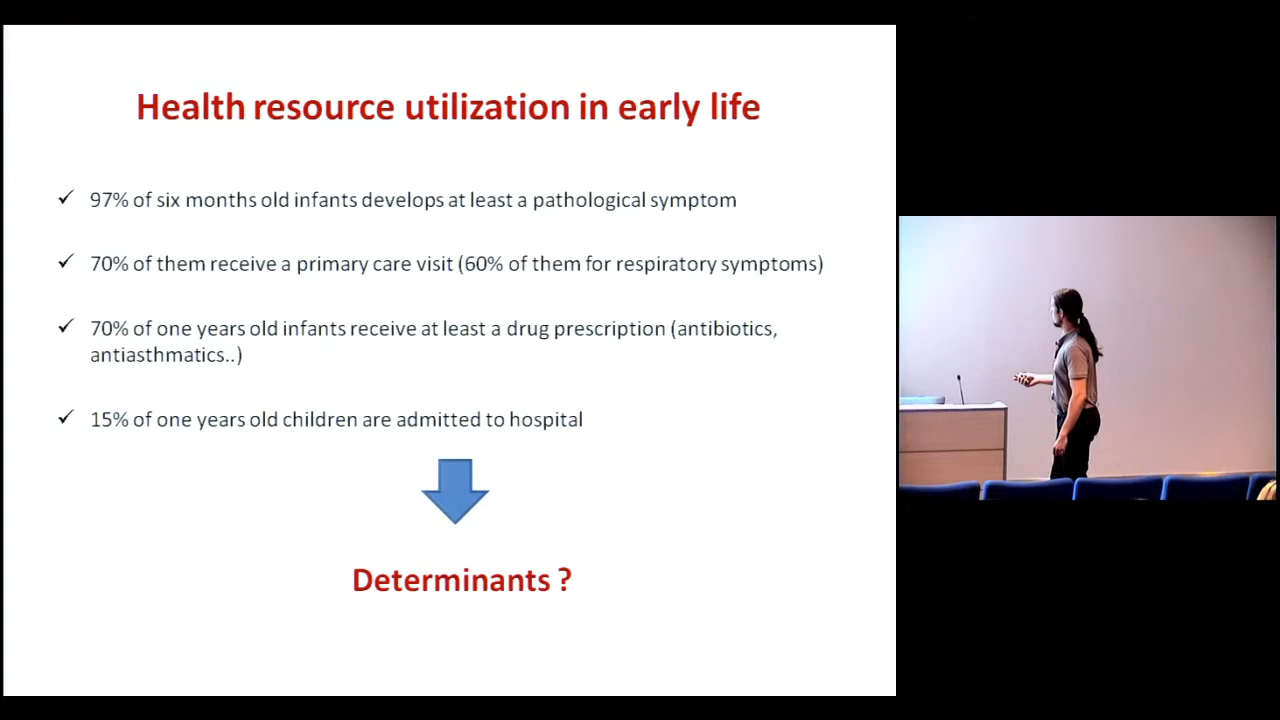 Health resource utilization in early life
✓ 97% of six months old infants develops at least a pathological symptom
✓ 70% of them receive a primary care visit (60% of them for respiratory symptoms)
✓ 70% of one years old infants receive at least a drug prescription (antibiotics,
antiasthmatics..)
✓ 15% of one years old children are admitted to hospital
Determinants ?